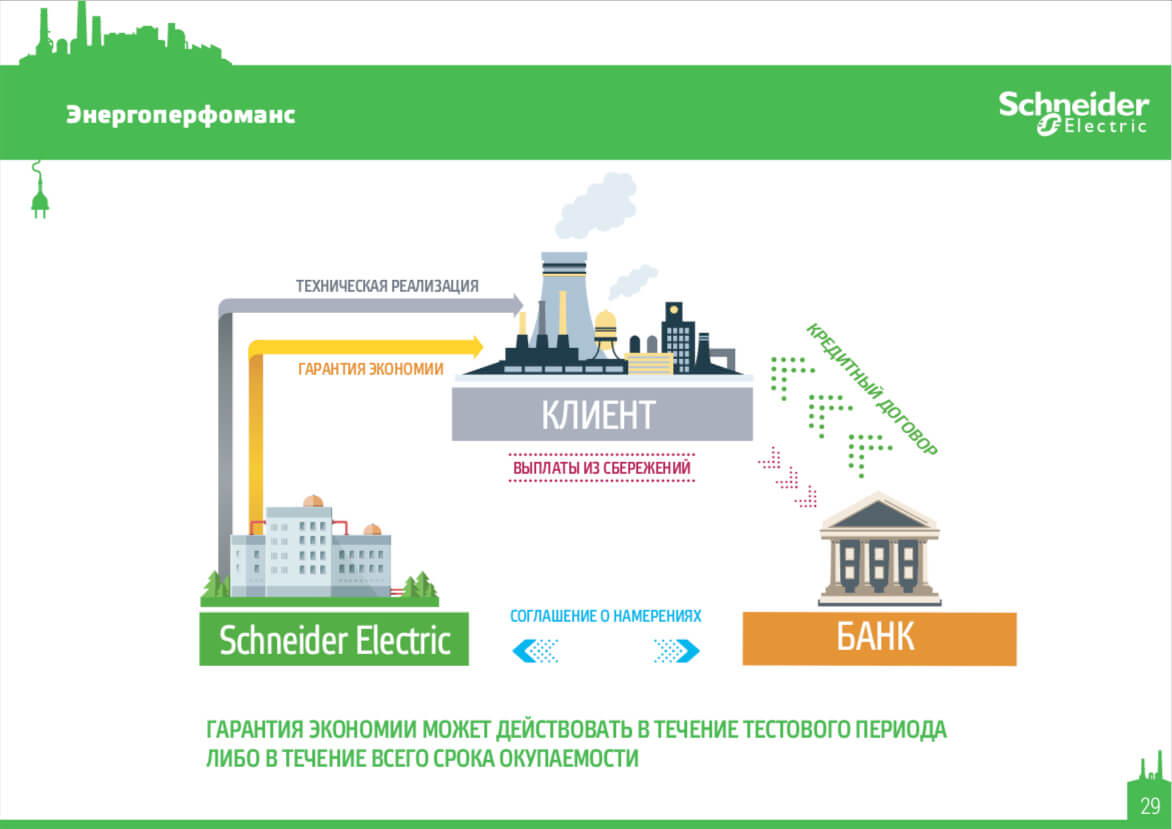 Энергоперфоманс
Schneider
Electric
ТЕХНИЧЕСКАЯ РЕАЛИЗАЦИЯ
ГАРАНТИЯ ЭКОНОМИИ
КРЕДИТНЫЙ ДОГОВОР
КЛИЕНТ
ВЫПЛАТЫ ИЗ СБЕРЕЖЕНИЙ
СОГЛАШЕНИЕ О НАМЕРЕНИЯХ
Schneider Electric
БАНК
ГАРАНТИЯ ЭКОНОМИИ МОЖЕТ ДЕЙСТВОВАТЬ В ТЕЧЕНИЕ ТЕСТОВОГО ПЕРИОДА
ЛИБО В ТЕЧЕНИЕ ВСЕГО СРОКА ОКУПАЕМОСТИ
29